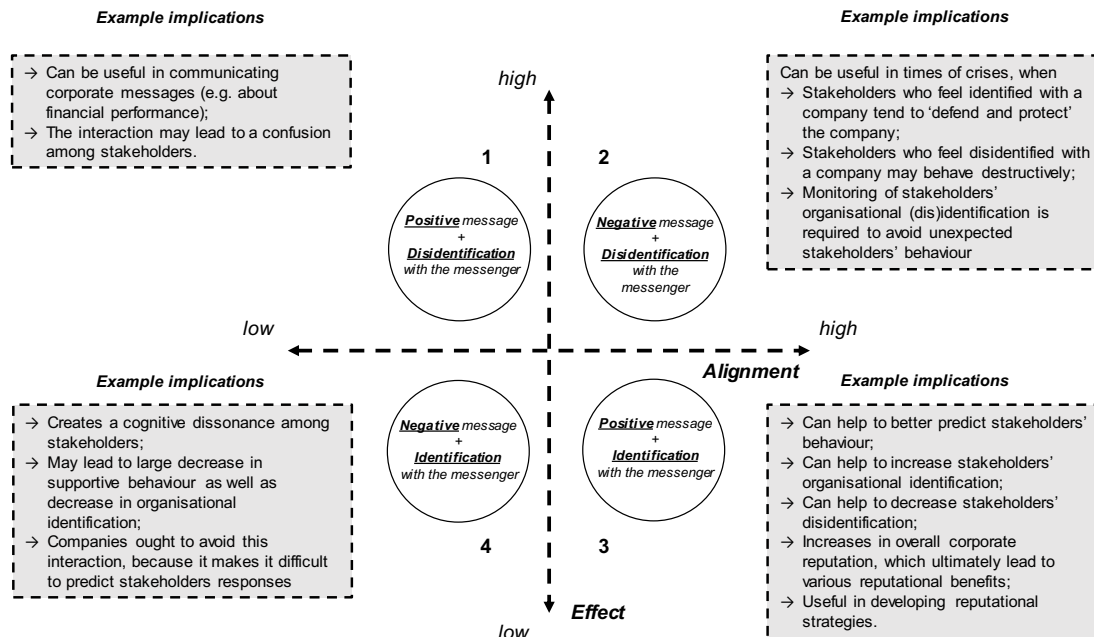 Example implications
→ Can be useful in communicating
corporate messages (e.g. about
financial performance);
→ The interaction may lead to a confusion
among stakeholders.
Example implications
Can be useful in times of crises, when
→ Stakeholders who feel identified with a
company tend to ‘defend and protect’
the company;
→ Stakeholders who feel disidentified with
a company may behave destructively;
→ Monitoring of stakeholders’
organisational (dis)identification is
required to avoid unexpected
stakeholders’ behaviour
high
1
2
Positive message
+
Disidentification
with the messenger
Negative message
+
Disidentification
with the
messenger
low
high
Alignment
Example implications
→ Creates a cognitive dissonance among
stakeholders;
→ May lead to large decrease in
supportive behaviour as well as
decrease in organisational
identification;
→ Companies ought to avoid this
interaction, because it makes it difficult
to predict stakeholders responses
Negative message
+
Identification
with the messenger
Positive message
+
Identification
with the messenger
4
3
Example implications
→ Can help to better predict stakeholders’
behaviour;
→ Can help to increase stakeholders’
organisational identification;
→ Can help to decrease stakeholders’
disidentification;
→ Increases in overall corporate
reputation, which ultimately lead to
various reputational benefits;
→ Useful in developing reputational
strategies.
Effect
low